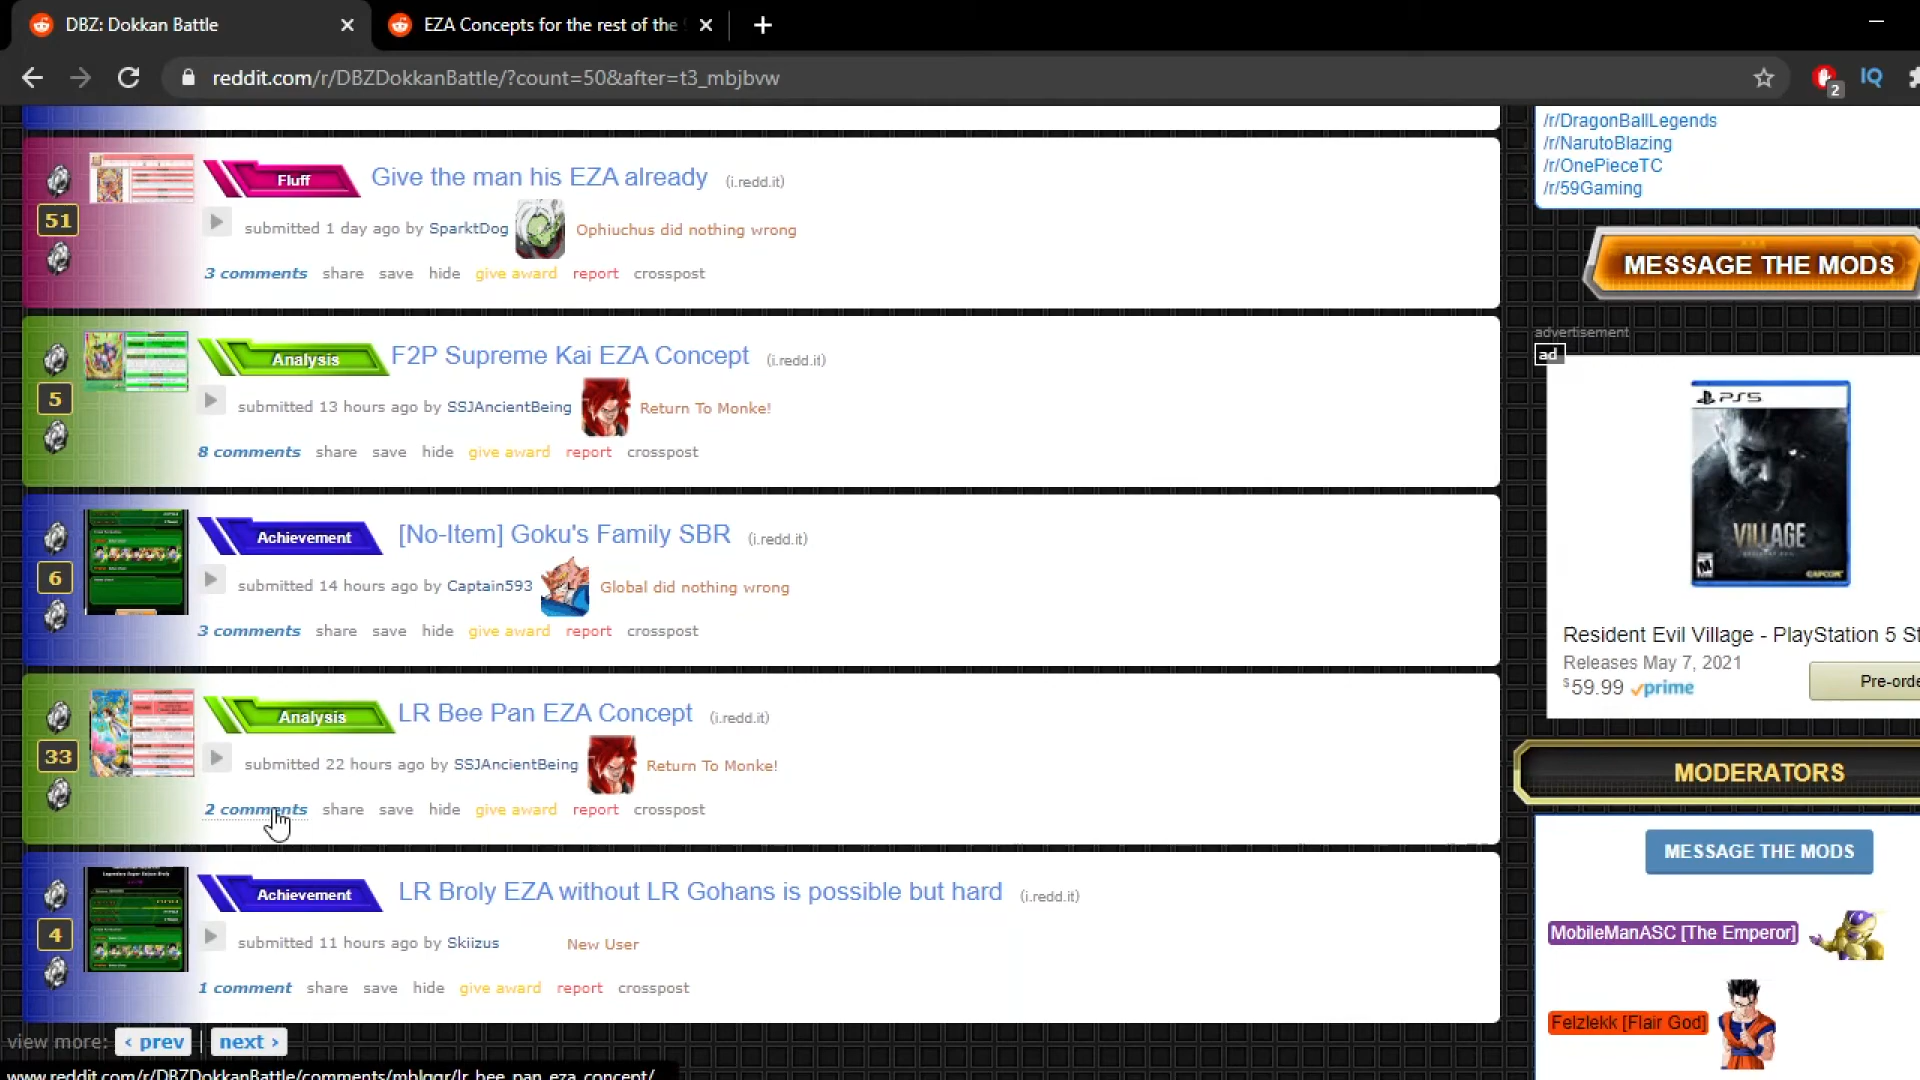 DBZ: Dokkan Battle
EZA Concepts for the rest of the
reddit.com/r/DBZDokkanBattle/?count=50&after=t3_mbjbvw
2
IQ
51
Fluff
Give the man his EZA already (i.redd.it)
submitted 1 day ago by SparktDog Ophiuchus did nothing wrong
3 comments share save hide give award report crosspost
5
Analysis
F2P Supreme Kai EZA Concept (i.redd.it)
submitted 13 hours ago by SSJAncientBeing Return To Monke!
8 comments share save hide give award report crosspost
6
Achievement
[No-Item] Goku's Family SBR (i.redd.it)
submitted 14 hours ago by Captain593 Global did nothing wrong
3 comments share save hide give award report crosspost
33
Analysis
LR Bee Pan EZA Concept (i.redd.it)
submitted 22 hours ago by SSJAncientBeing Return To Monke!
2 comments share save hide give award report crosspost
4
Achievement
LR Broly EZA without LR Gohans is possible but hard (i.redd.it)
submitted 11 hours ago by Skiizus New User
1 comment share save hide give award report crosspost
view more: ‹ prev | next ›
www.reddit.com/r/DBZDokkanBattle/comments/mblgqr/lr_bee_pan_eza_concept/
/r/DragonBallLegends
/r/NarutoBlazing
/r/OnePieceTC
/r/59Gaming
MESSAGE THE MODS
advertisement
ad
PS5
VILLAGE
CAPCOM
M
Resident Evil Village - PlayStation 5 St
Releases May 7, 2021
$59.99 prime
Pre-orde
MODERATORS
MESSAGE THE MODS
MobileManASC [The Emperor]
Felzlekk [Flair God]